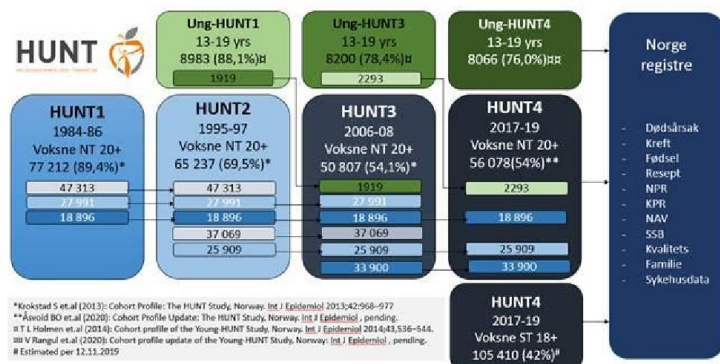 HUNT
Ung-HUNT1
13-19 yrs
8983 (88,1%)¤
1919
Ung-HUNT3
13-19 yrs
8200 (78,4%)¤
2293
Ung-HUNT4
13-19 yrs
8066 (76,0%)¤¤
HUNT1
1984-86
Voksne NT 20+
77 212 (89,4%)*
47 313
27 991
18 896
HUNT2
1995-97
Voksne NT 20+
65 237 (69,5%)*
47 313
27 991
18 896
37 069
25 909
HUNT3
2006-08
Voksne NT 20+
50 807 (54,1%)*
1919
27 991
18 896
37 069
25 909
33 900
HUNT4
2017-19
Voksne NT 20+
56 078(54%)**
2293
18 896
25 909
33 900
HUNT4
2017-19
Voksne ST 18+
105 410 (42%)#
Norge
registre
- Dødsårsak
- Kreft
- Fødsel
- Resept
- NPR
- KPR
- NAV
- SSB
- Kvalitets
- Familie
- Sykehusdata
*Krokstad S et.al (2013): Cohort Profile: The HUNT Study, Norway. Int J Epidemiol 2013;42:968–977
**Åsvold BO et.al (2020): Cohort Profile Update: The HUNT Study, Norway. Int J Epidemiol , pending.
¤ T L Holmen et.al (2014): Cohort profile of the Young-HUNT Study, Norway. Int J Epidemiol 2014;43,536–544.
¤¤ V Rangul et.al (2020): Cohort profile update of the Young-HUNT Study, Norway: Int J Epidemiol , pending.
# Estimated per 12.11.2019